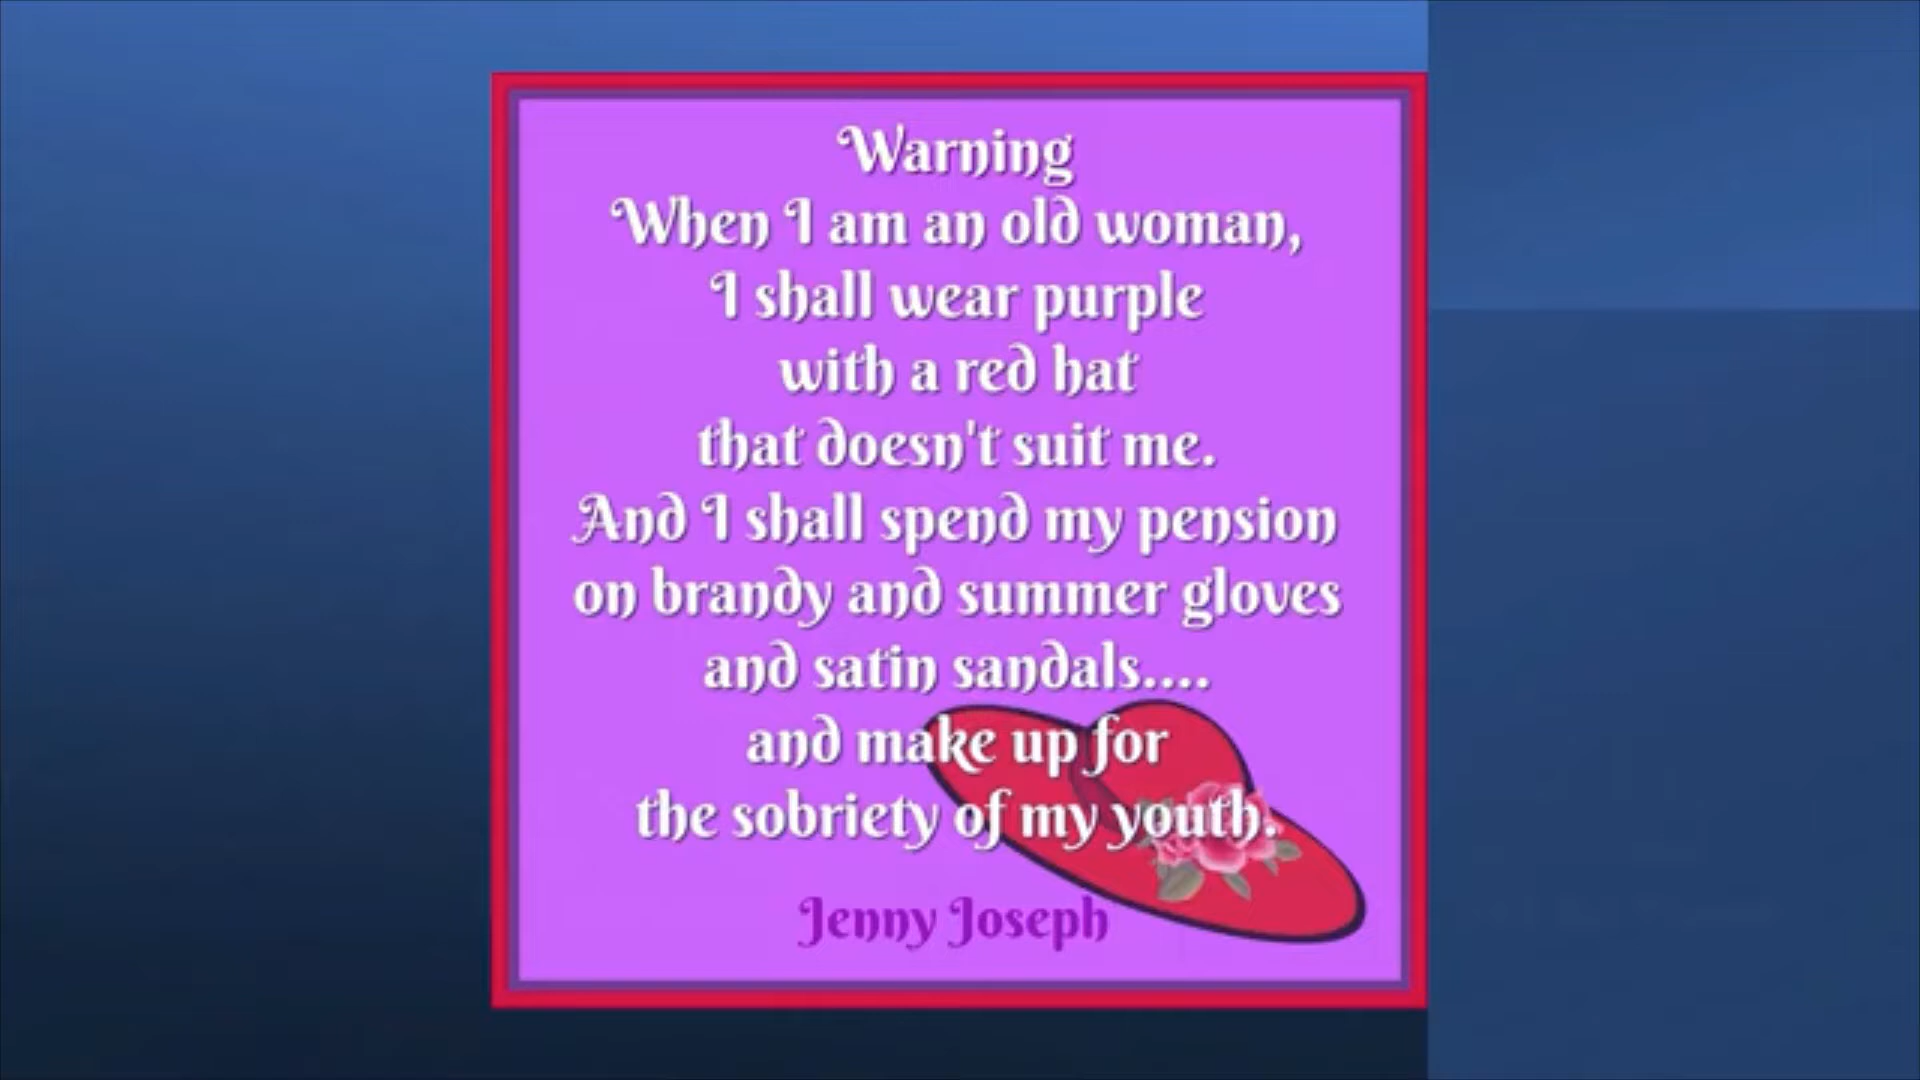 Warning
When I am an old woman,
I shall wear purple
with a red hat
that doesn't suit me.
And I shall spend my pension
on brandy and summer gloves
and satin sandals....
and make up for
the sobriety of my youth.
Jenny Joseph